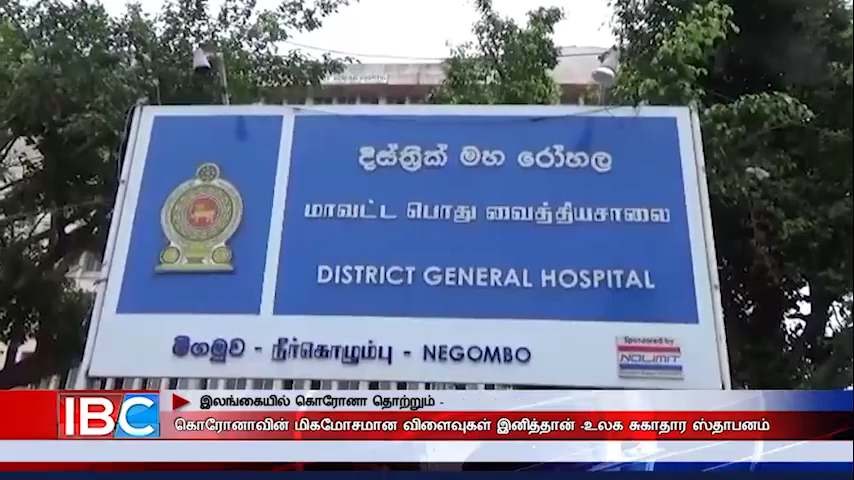 දිස්ත්‍රික් මහ රෝහල
மாவட்ட பொது வைத்தியசாலை
DISTRICT GENERAL HOSPITAL
මීගමුව - நீர்கொழும்பு - NEGOMBO
Sponsored by
NOLIMIT
IBC
இலங்கையில் கொரோனா தொற்றும் -
கொரோனாவின் மிகமோசமான விளைவுகள் இனித்தான் -உலக சுகாதார ஸ்தாபனம்